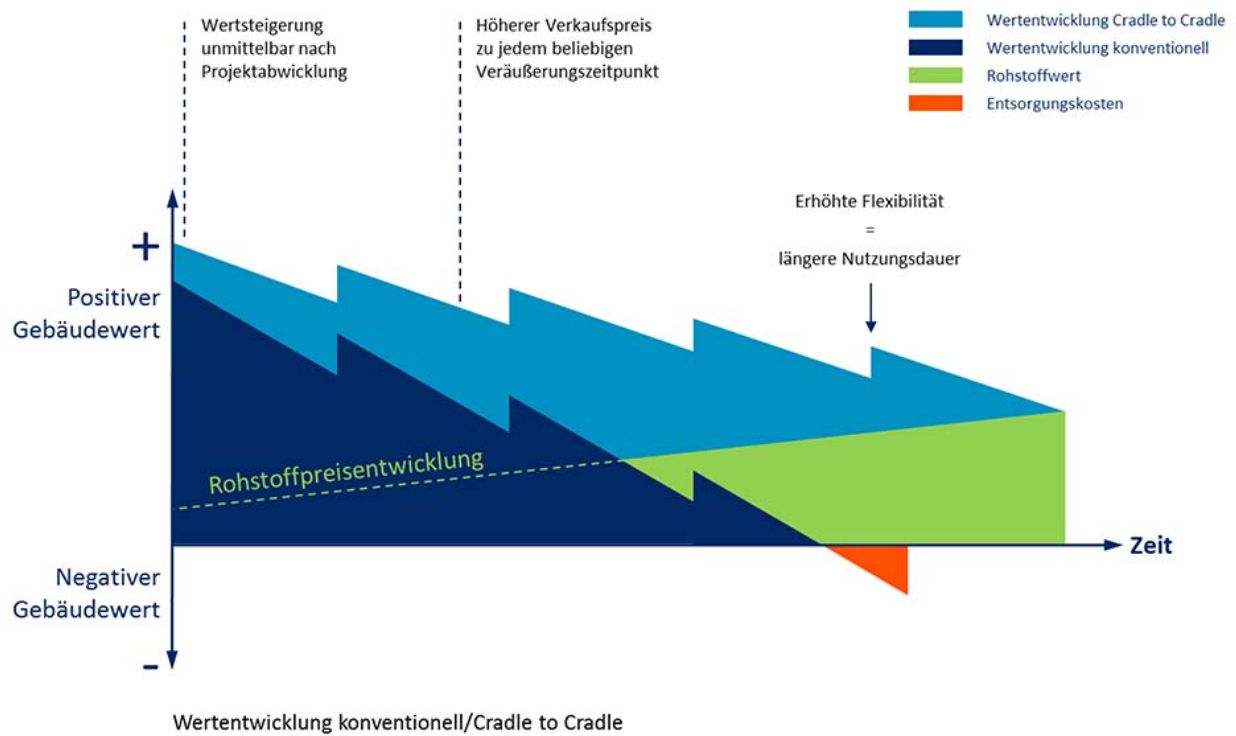 Wertsteigerung
unmittelbar nach
Projektabwicklung
Höherer Verkaufspreis
zu jedem beliebigen
Veräußerungszeitpunkt
Wertentwicklung Cradle to Cradle
Wertentwicklung konventionell
Rohstoffwert
Entsorgungskosten
Erhöhte Flexibilität
=
längere Nutzungsdauer
+
Positiver
Gebäudewert
Rohstoffpreisentwicklung
Zeit
Negativer
Gebäudewert
-
Wertentwicklung konventionell/Cradle to Cradle